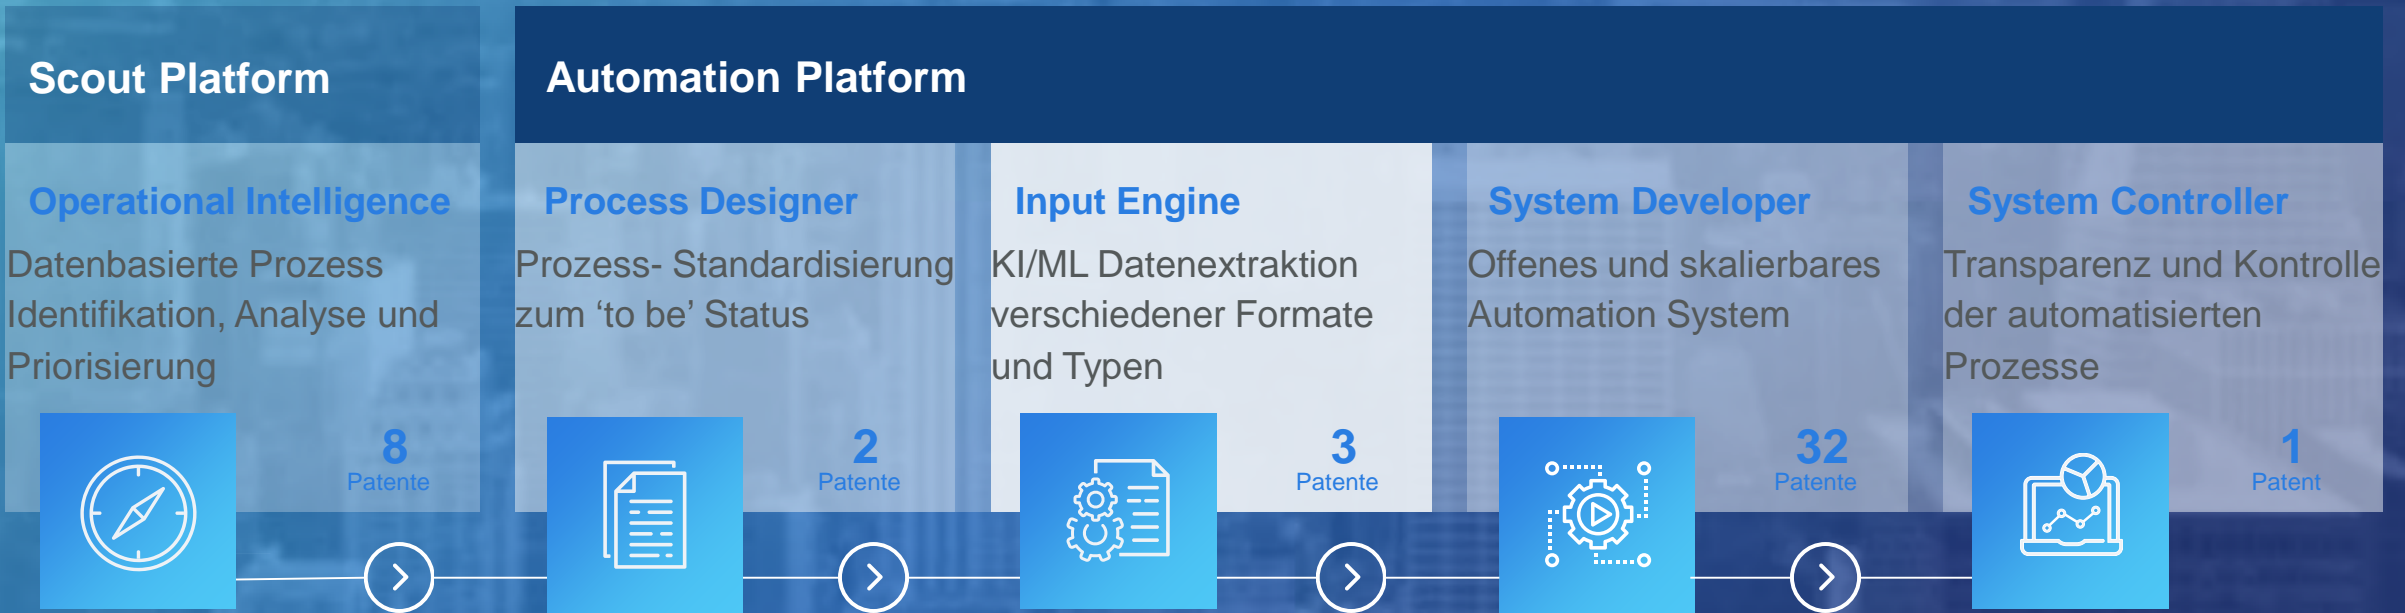 Scout Platform
Automation Platform
Operational Intelligence
Datenbasierte Prozess
Identifikation, Analyse und
Priorisierung
8
Patente
Process Designer
Prozess- Standardisierung
zum ‘to be’ Status
2
Patente
Input Engine
KI/ML Datenextraktion
verschiedener Formate
und Typen
3
Patente
System Developer
Offenes und skalierbares
Automation System
32
Patente
System Controller
Transparenz und Kontrolle
der automatisierten
Prozesse
1
Patent